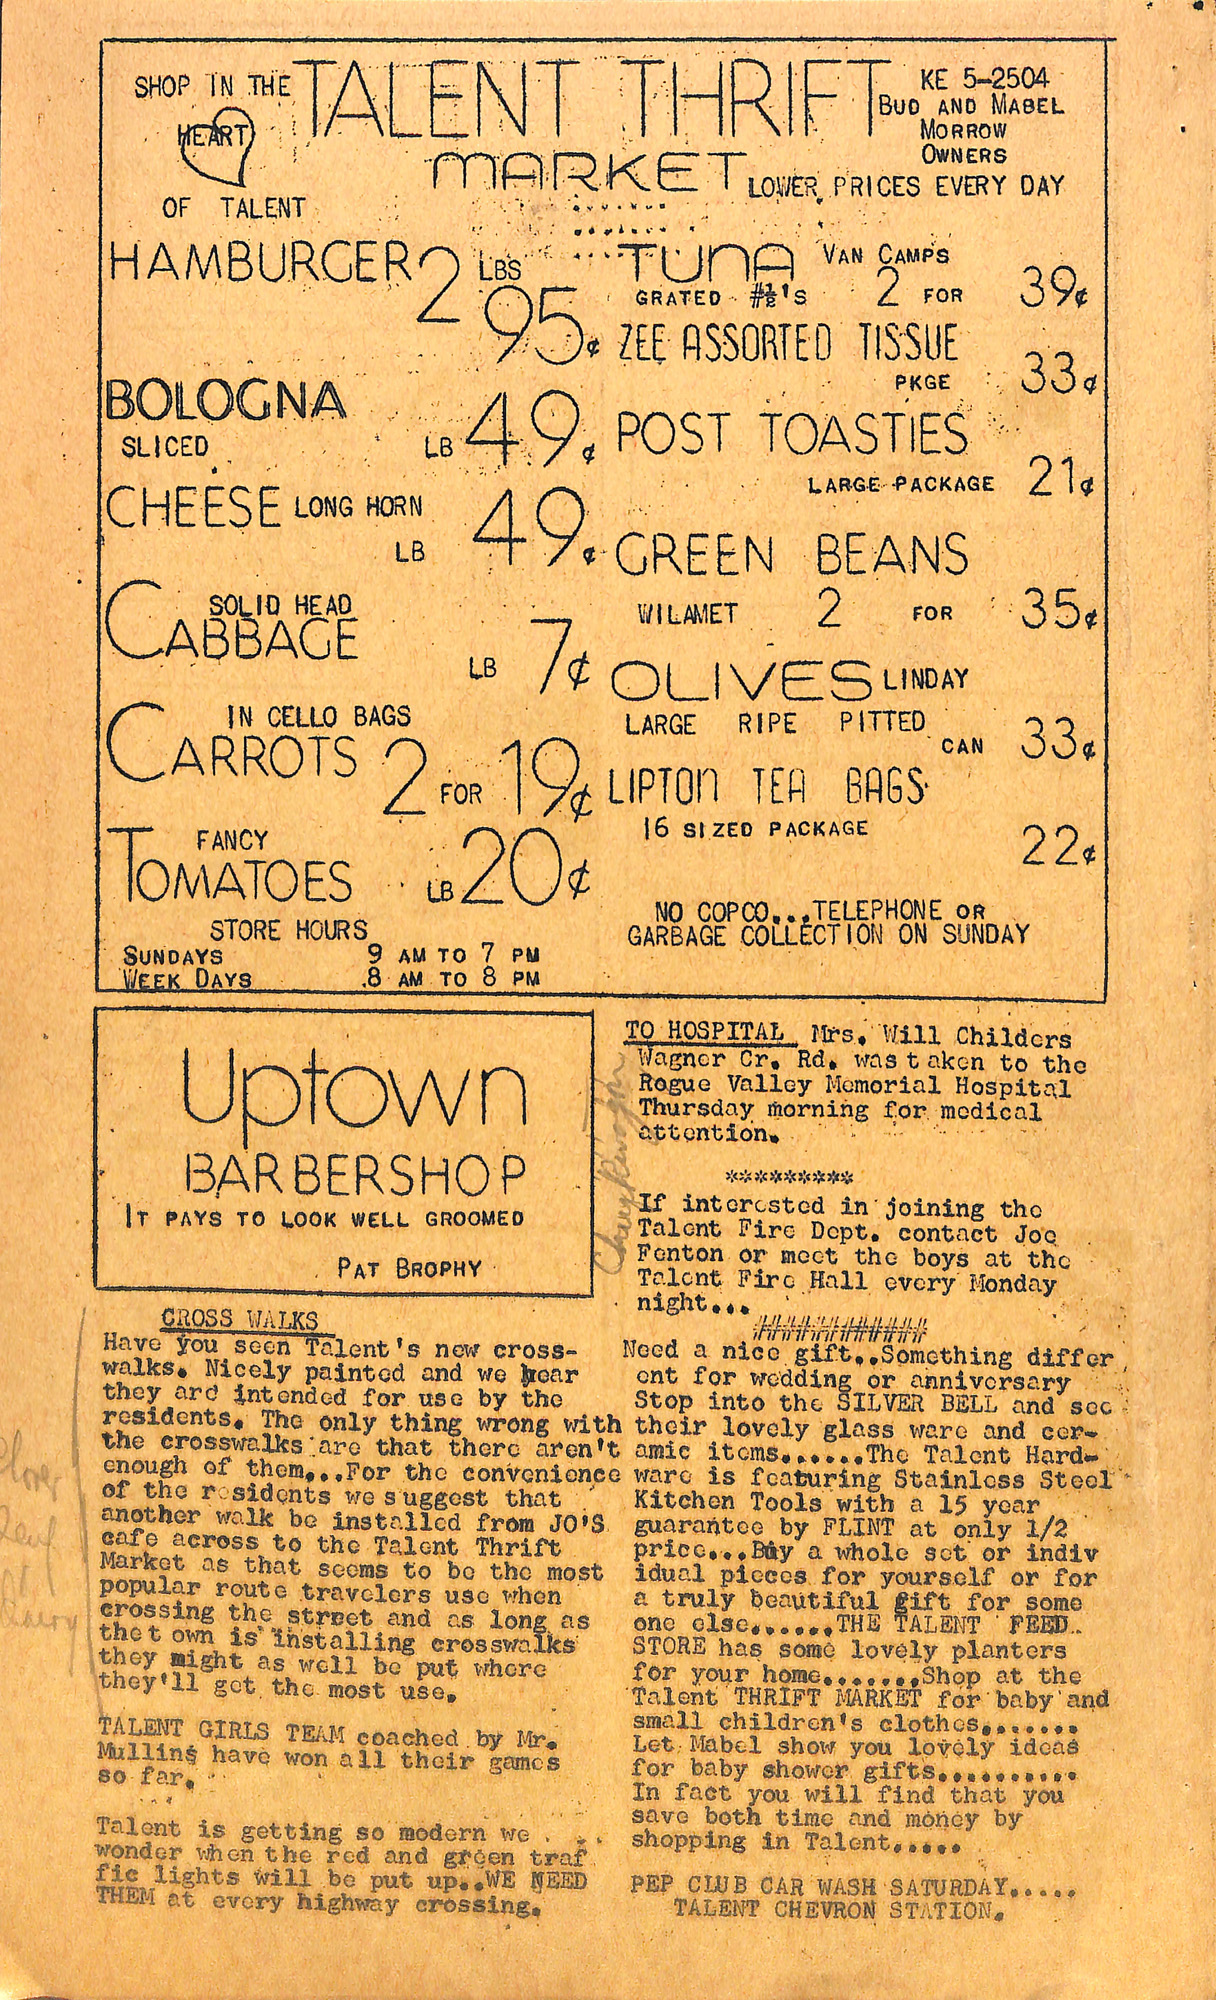 SHOP IN THE
HEART
OF TALENT
TALENT THRIFT
MARKET
KE 5-2504
BUD AND MABEL
MORROW
OWNERS
LOWER PRICES EVERY DAY
HAMBURGER 2 LBS
95¢
BOLOGNA
SLICED LB 49¢
CHEESE LONG HORN
LB 49¢
SOLID HEAD
CABBAGE
LB 7¢
IN CELLO BAGS
CARROTS 2 FOR 19¢
FANCY
TOMATOES LB 20¢
STORE HOURS
SUNDAYS 9 AM TO 7 PM
WEEK DAYS 8 AM TO 8 PM
TUNA VAN CAMPS
GRATED #½'S 2 FOR 39¢
ZEE ASSORTED TISSUE
PKGE 33¢
POST TOASTIES
LARGE PACKAGE 21¢
GREEN BEANS
WILAMET 2 FOR 35¢
OLIVES LINDAY
LARGE RIPE PITTED
CAN 33¢
LIPTON TEA BAGS
16 SIZED PACKAGE
22¢
NO COPCO...TELEPHONE OR
GARBAGE COLLECTION ON SUNDAY
Uptown
BARBERSHOP
IT PAYS TO LOOK WELL GROOMED
PAT BROPHY
CROSS WALKS
Have you seen Talent's new cross-
walks. Nicely painted and we hear
they are intended for use by the
residents. The only thing wrong with
the crosswalks are that there aren't
enough of them...For the convenience
of the residents we suggest that
another walk be installed from JO'S
cafe across to the Talent Thrift
Market as that seems to be the most
popular route travelers use when
crossing the street and as long as
thet own is installing crosswalks
they might as well be put where
they'll get the most use.
TALENT GIRLS TEAM coached by Mr.
Mullins have won all their games
so far.
Talent is getting so modern we
wonder when the red and green traf
fic lights will be put up..WE NEED
THEM at every highway crossing.
TO HOSPITAL Mrs. Will Childers
Wagner Cr. Rd. was t aken to the
Rogue Valley Memorial Hospital
Thursday morning for medical
attention.
*********
If interested in joining the
Talent Fire Dept. contact Joe
Fenton or meet the boys at the
Talent Fire Hall every Monday
night...
############
Need a nice gift..Something differ
ent for wedding or anniversary
Stop into the SILVER BELL and see
their lovely glass ware and cer-
amic items.......The Talent Hard-
ware is featuring Stainless Steel
Kitchen Tools with a 15 year
guarantee by FLINT at only 1/2
price...Buy a whole set or indiv
idual pieces for yourself or for
a truly beautiful gift for some
one else.......THE TALENT FEED
STORE has some lovely planters
for your home.......Shop at the
Talent THRIFT MARKET for baby and
small children's clothes.......
Let Mabel show you lovely ideas
for baby shower gifts..........
In fact you will find that you
save both time and money by
shopping in Talent.....
PEP CLUB CAR WASH SATURDAY.....
TALENT CHEVRON STATION.